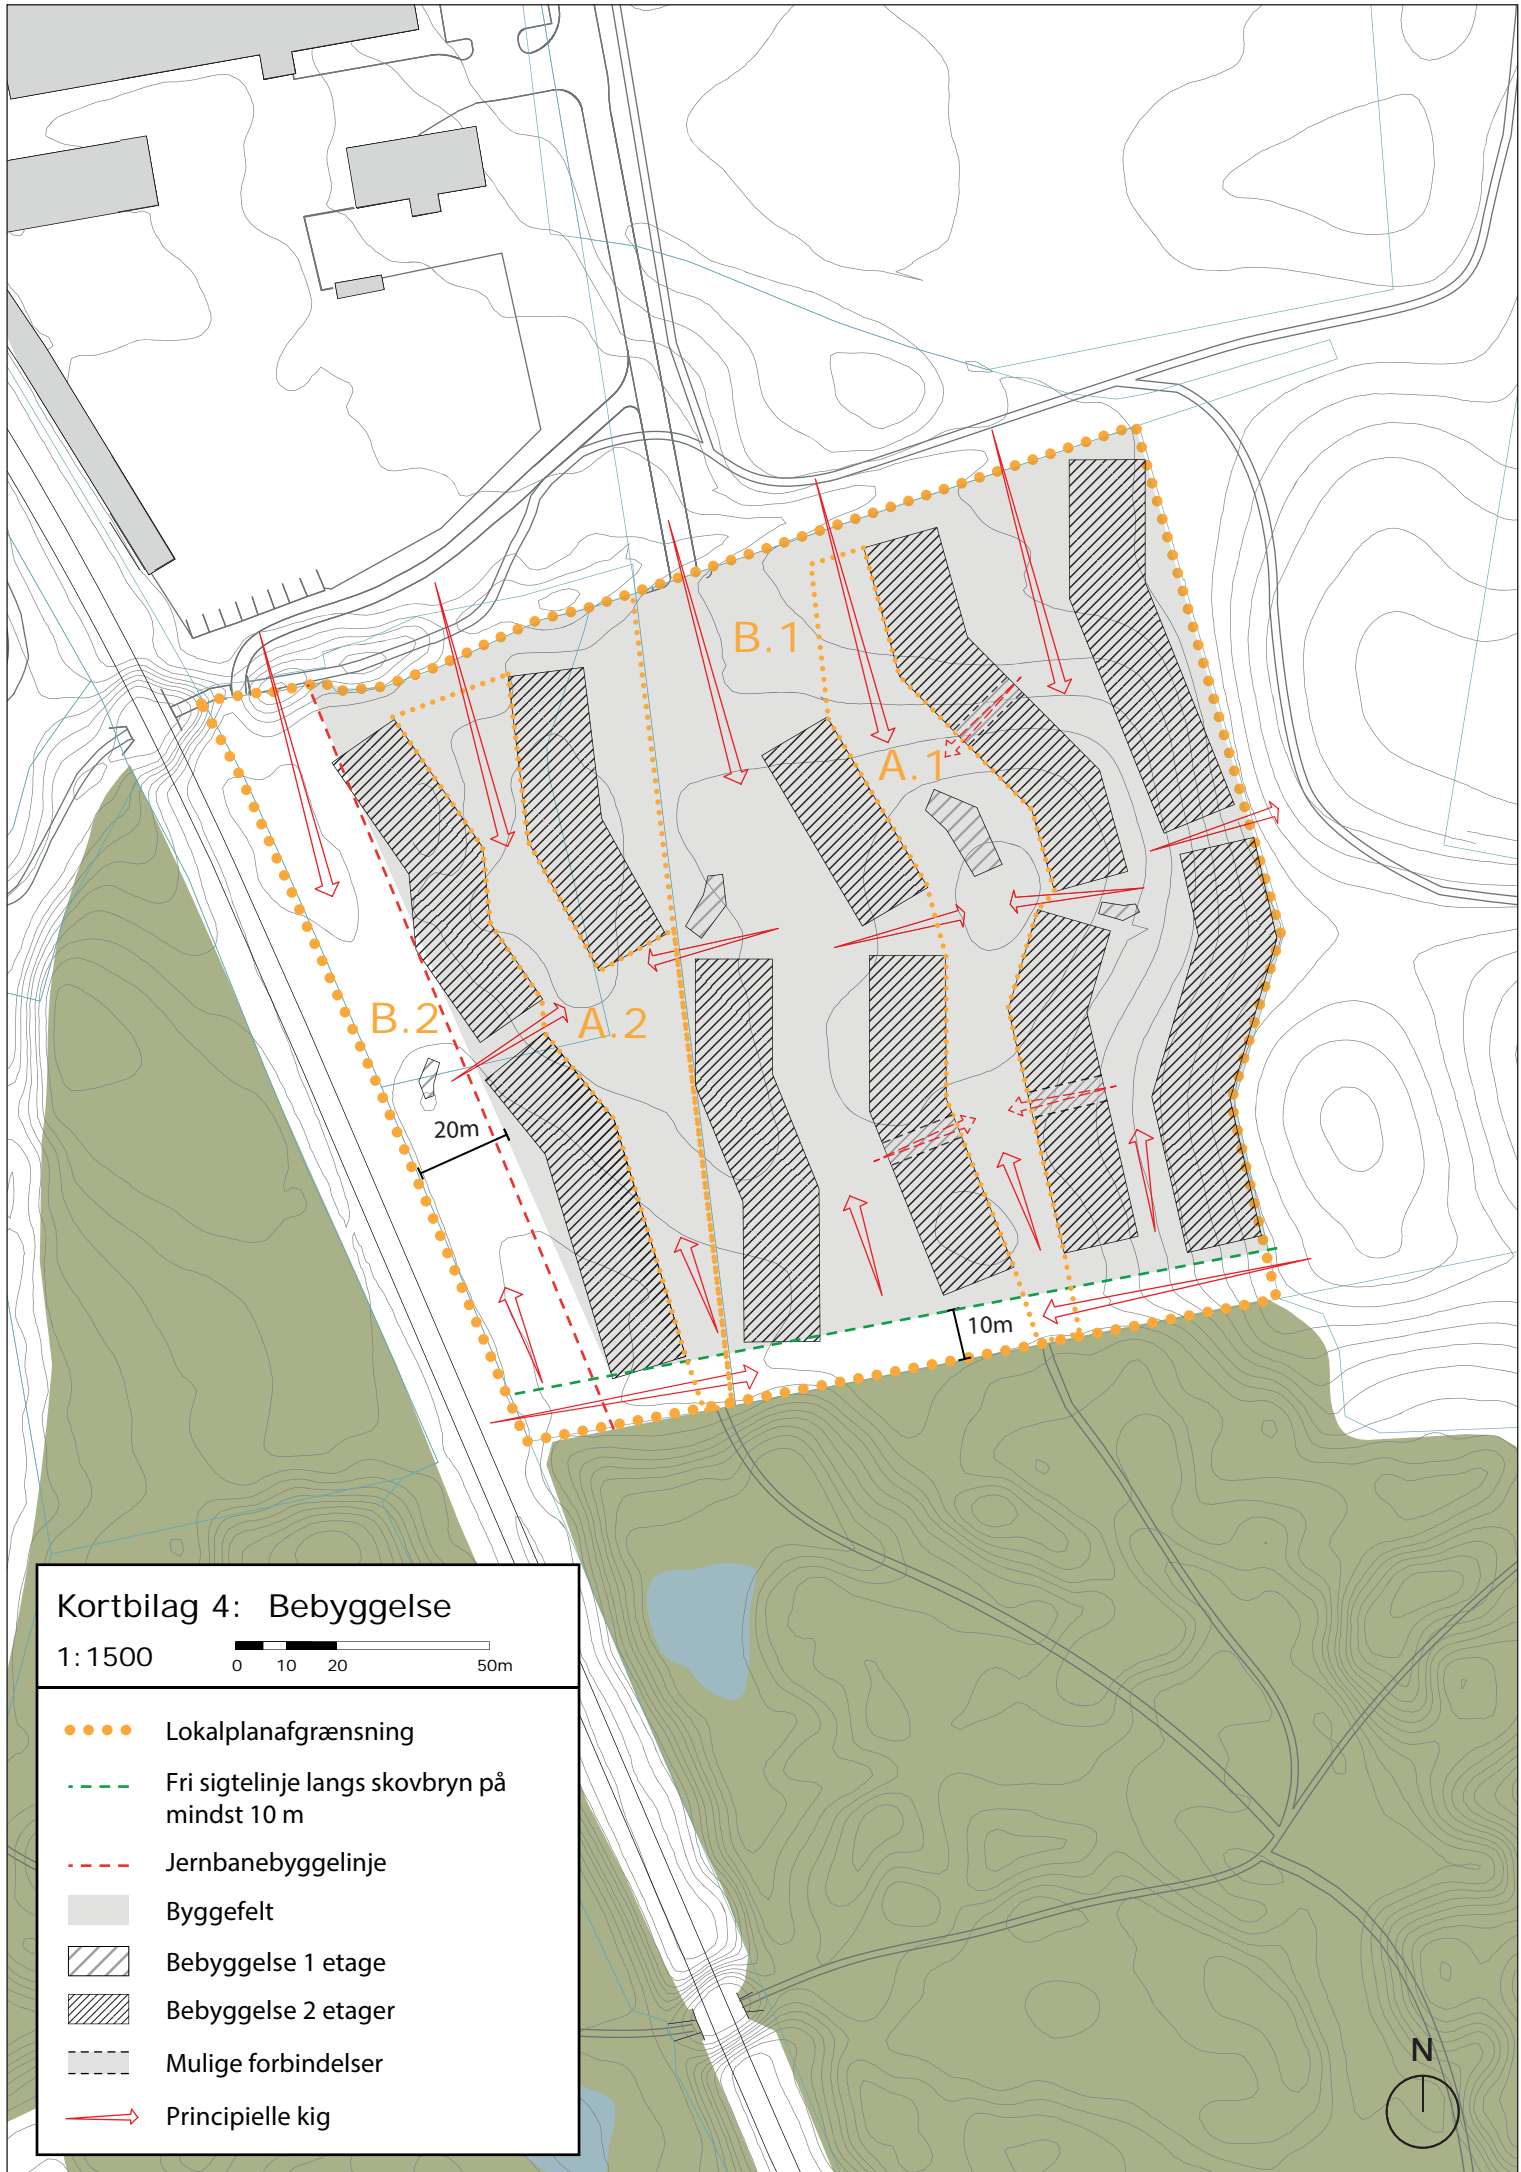 B.1
A.1
B.2
A.2
20m
10m
Kortbilag 4: Bebyggelse
1:1500
0 10 20 50m
Lokalplanafgrænsning
Fri sigtelinje langs skovbryn på
mindst 10 m
Jernbanebyggelinje
Byggefelt
Bebyggelse 1 etage
Bebyggelse 2 etager
Mulige forbindelser
Principielle kig
N